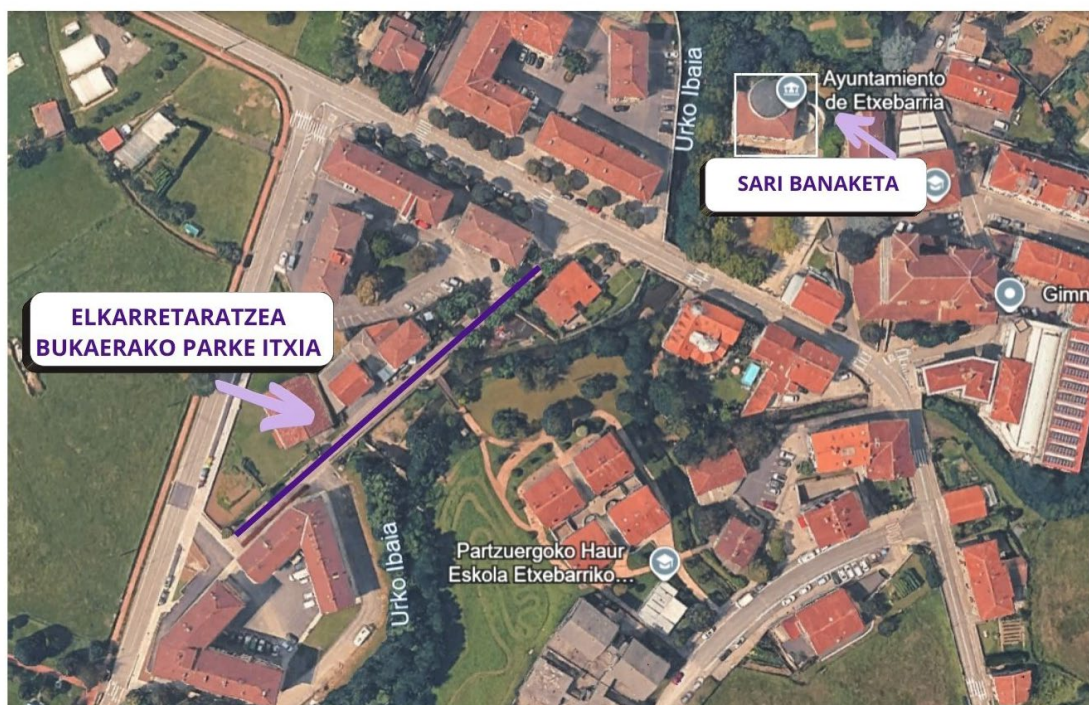 Urko Ibaia
Ayuntamiento
de Etxebarria
SARI BANAKETA
ELKARRETARATZEA
BUKAERAKO PARKE ITXIA
Gimn
Urko Ibaia
Partzuergoko Haur
Eskola Etxebarriko...